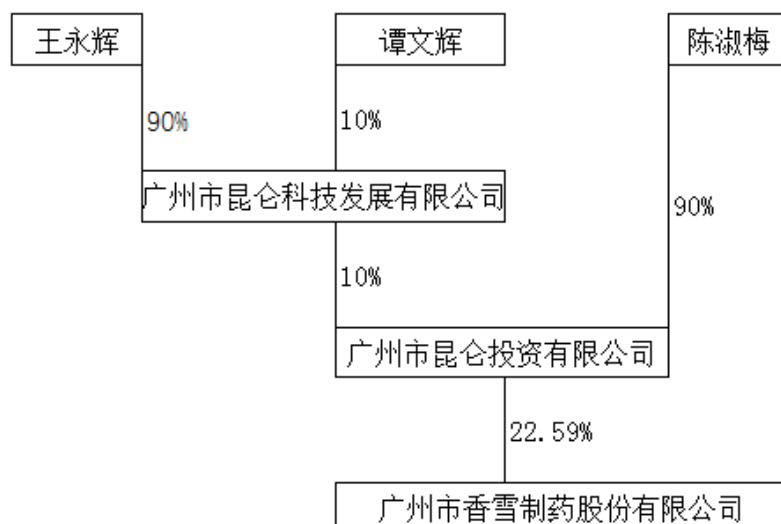 王永辉
谭文辉
陈淑梅
90%
10%
广州市昆仑科技发展有限公司
90%
10%
广州市昆仑投资有限公司
22.59%
广州市香雪制药股份有限公司